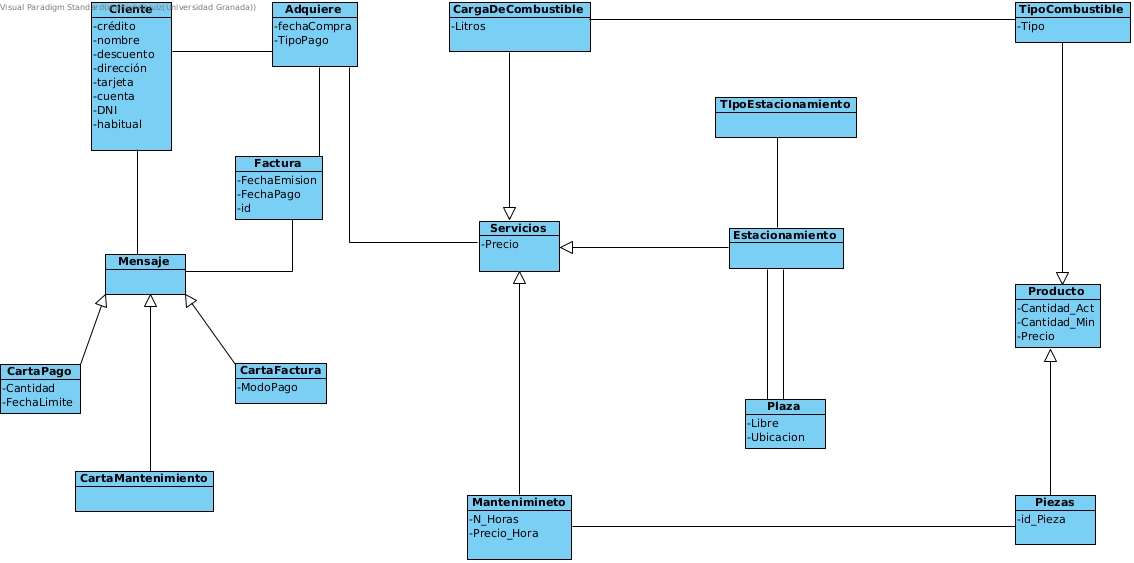 Visual Paradigm Standard Universidad Granada))
Cliente
-crédito
-nombre
-descuento
-dirección
-tarjeta
-cuenta
-DNI
-habitual
Adquiere
-fechaCompra
-TipoPago
CargaDeCombustible
-Litros
TipoCombustible
-Tipo
TIpoEstacionamiento
Factura
-FechaEmision
-FechaPago
-id
Servicios
-Precio
Estacionamiento
Mensaje
Producto
-Cantidad_Act
-Cantidad_Min
-Precio
CartaPago
-Cantidad
-FechaLimite
CartaFactura
-ModoPago
Plaza
-Libre
-Ubicacion
CartaMantenimiento
Mantenimineto
-N_Horas
-Precio_Hora
Piezas
-id_Pieza